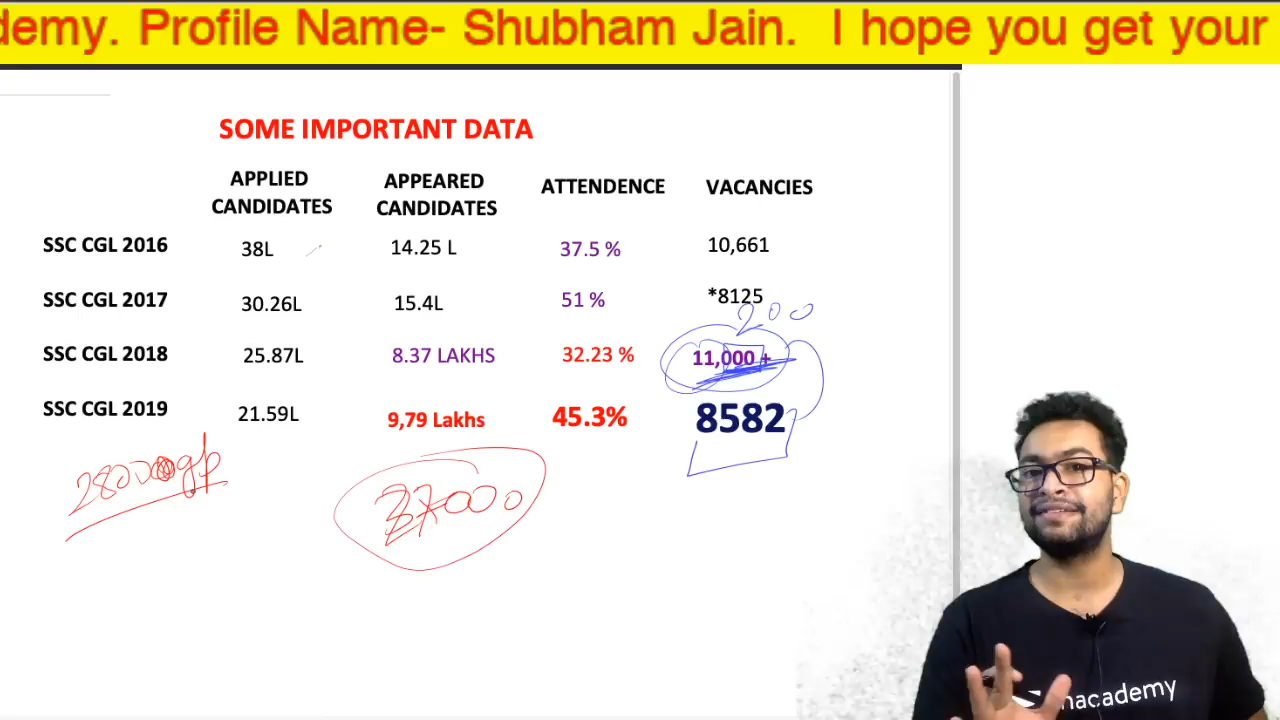 demy. Profile Name- Shubham Jain. I hope you get your
SOME IMPORTANT DATA
APPLIED CANDIDATES APPEARED CANDIDATES ATTENDENCE VACANCIES
SSC CGL 2016 38L 14.25 L 37.5 % 10,661
SSC CGL 2017 30.26L 15.4L 51 % *8125
200
SSC CGL 2018 25.87L 8.37 LAKHS 32.23 % 11,000 +
SSC CGL 2019 21.59L 9,79 Lakhs 45.3% 8582
37000
nacademy